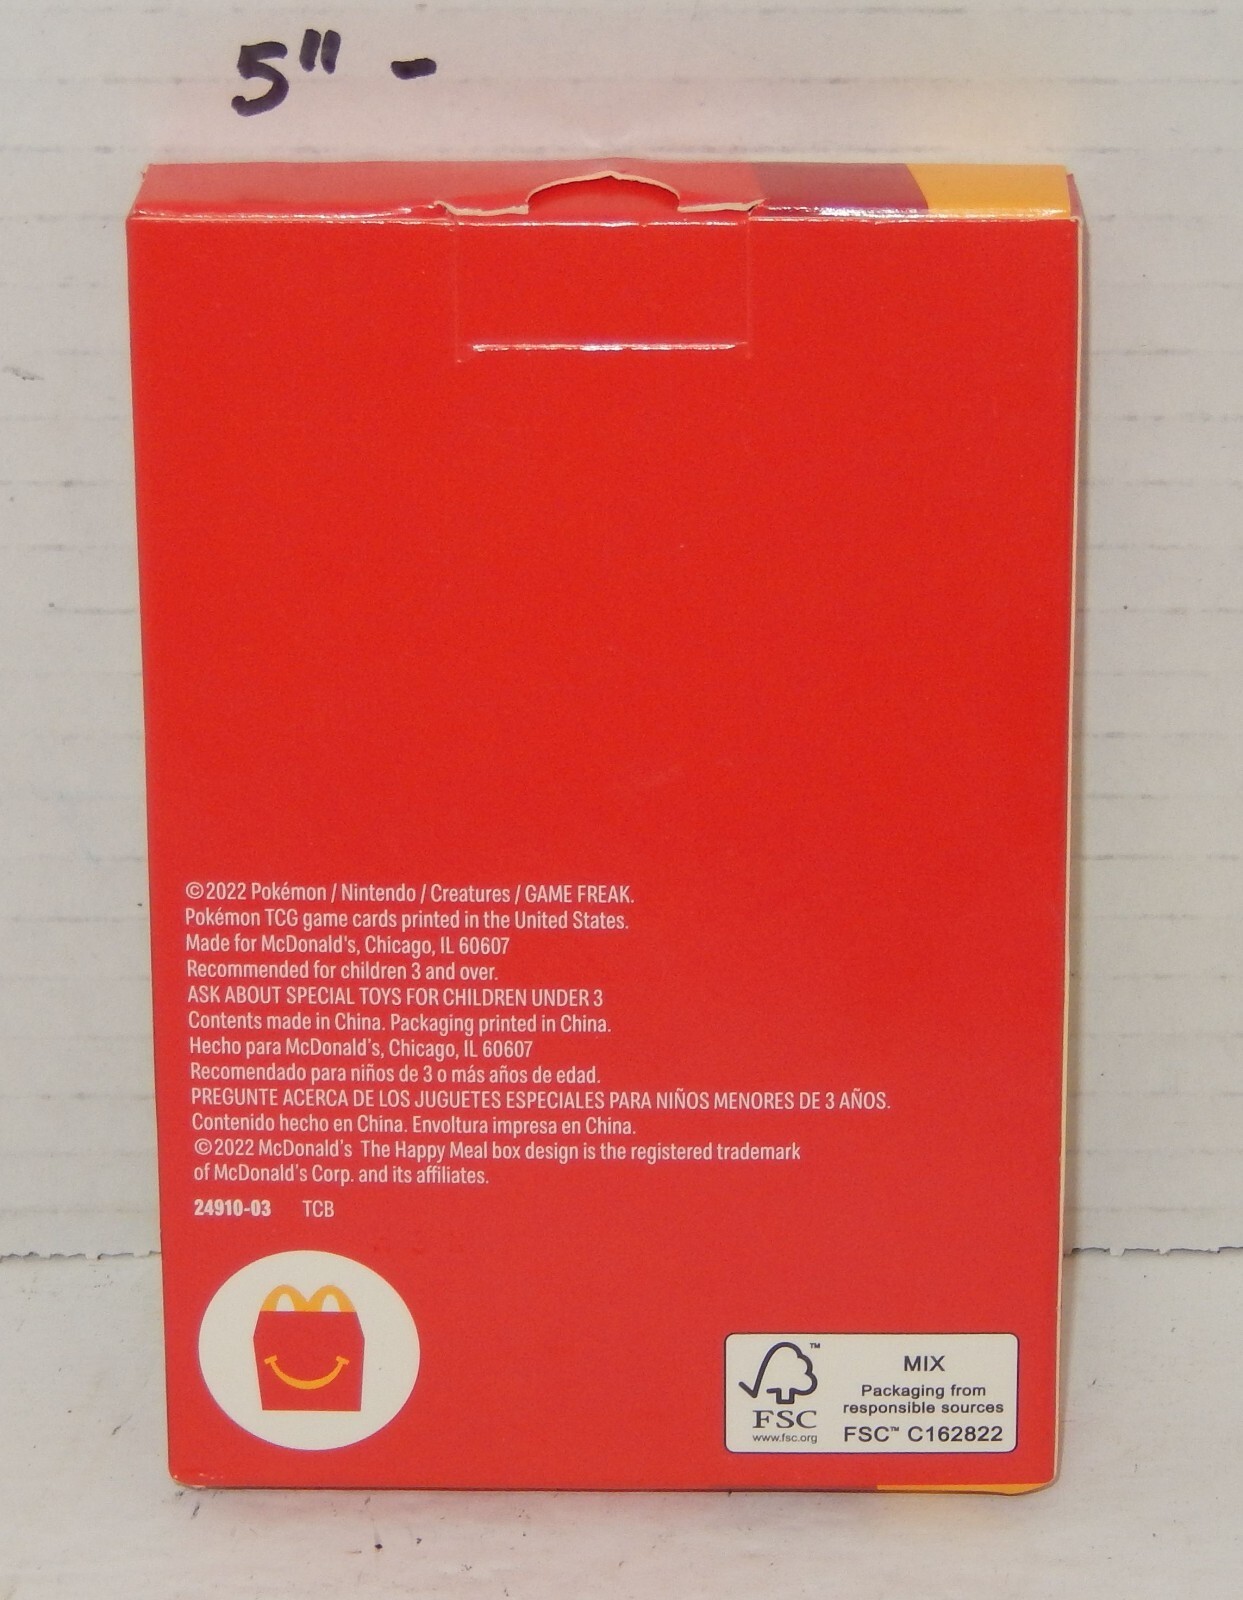 5" -
©2022 Pokémon / Nintendo / Creatures / GAME FREAK.
Pokémon TCG game cards printed in the United States.
Made for McDonald's, Chicago, IL 60607
Recommended for children 3 and over.
ASK ABOUT SPECIAL TOYS FOR CHILDREN UNDER 3
Contents made in China. Packaging printed in China.
Hecho para McDonald's, Chicago, IL 60607
Recomendado para niños de 3 o más años de edad.
PREGUNTE ACERCA DE LOS JUGUETES ESPECIALES PARA NIÑOS MENORES DE 3 AÑOS.
Contenido hecho en China. Envoltura impresa en China.
©2022 McDonald's The Happy Meal box design is the registered trademark
of McDonald's Corp. and its affiliates.
24910-03 TCB
™
FSC
www.fsc.org
MIX
Packaging from
responsible sources
FSC™ C162822